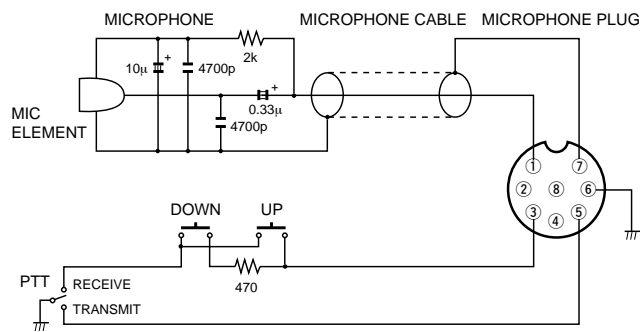 MICROPHONE
MICROPHONE CABLE
MICROPHONE PLUG
2k
10μ
+
4700p
+
0.33μ
4700p
MIC
ELEMENT
1
7
2
8
6
3
4
5
DOWN
UP
470
PTT
RECEIVE
TRANSMIT